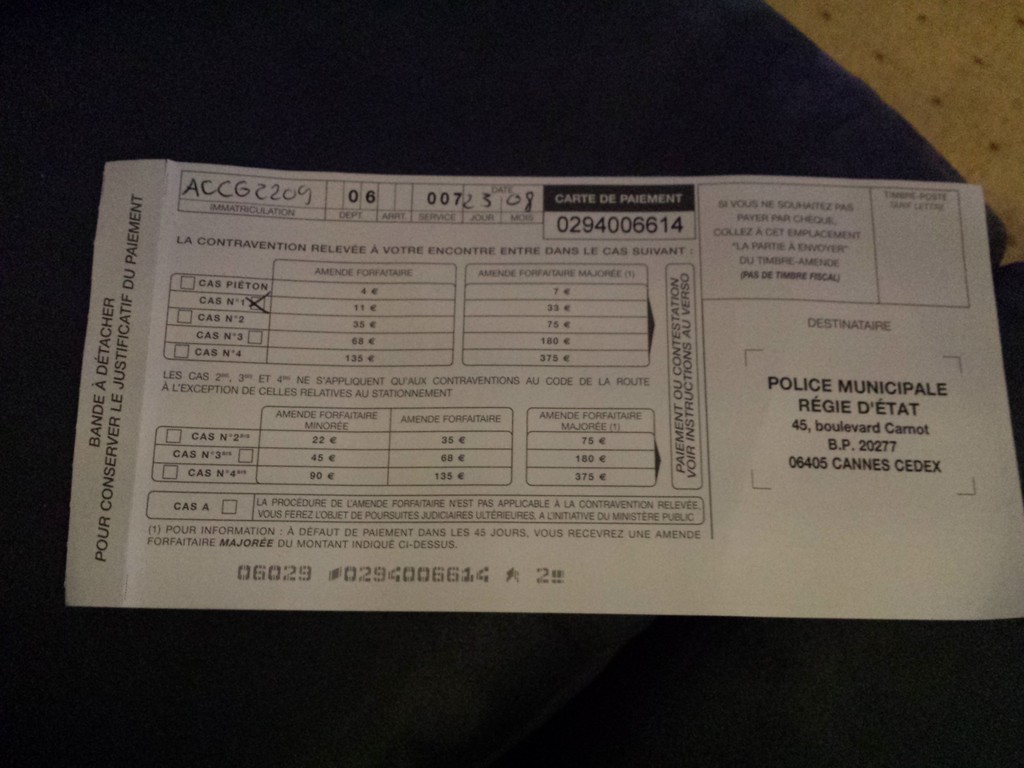 BANDE À DÉTACHER
POUR CONSERVER LE JUSTIFICATIF DU PAIEMENT
ACCG2209
IMMATRICULATION
06
DEPT. ARRT.
007 23 08
DATE
SERVICE JOUR MOIS
CARTE DE PAIEMENT
0294006614
LA CONTRAVENTION RELEVÉE À VOTRE ENCONTRE ENTRE DANS LE CAS SUIVANT :
AMENDE FORFAITAIRE AMENDE FORFAITAIRE MAJORÉE (1)
CAS PIÉTON 4 € 7 €
CAS N°1 11 € 33 €
CAS N°2 35 € 75 €
CAS N°3 68 € 180 €
CAS N°4 135 € 375 €
LES CAS 2bis, 3bis ET 4bis NE S'APPLIQUENT QU'AUX CONTRAVENTIONS AU CODE DE LA ROUTE
À L'EXCEPTION DE CELLES RELATIVES AU STATIONNEMENT
AMENDE FORFAITAIRE
MINORÉE
AMENDE FORFAITAIRE
AMENDE FORFAITAIRE
MAJORÉE (1)
CAS N°2bis 22 € 35 € 75 €
CAS N°3bis 45 € 68 € 180 €
CAS N°4bis 90 € 135 € 375 €
CAS A
LA PROCÉDURE DE L'AMENDE FORFAITAIRE N'EST PAS APPLICABLE À LA CONTRAVENTION RELEVÉE.
VOUS FEREZ L'OBJET DE POURSUITES JUDICIAIRES ULTÉRIEURES, A L'INITIATIVE DU MINISTÈRE PUBLIC
(1) POUR INFORMATION : À DÉFAUT DE PAIEMENT DANS LES 45 JOURS, VOUS RECEVREZ UNE AMENDE
FORFAITAIRE MAJORÉE DU MONTANT INDIQUÉ CI-DESSUS.
06029 #0294006614 2
PAIEMENT OU CONTESTATION
VOIR INSTRUCTIONS AU VERSO
SI VOUS NE SOUHAITEZ PAS
PAYER PAR CHÈQUE,
COLLEZ À CET EMPLACEMENT
"LA PARTIE À ENVOYER"
DU TIMBRE-AMENDE
(PAS DE TIMBRE FISCAL)
TIMBRE-POSTE
TARIF LETTRE
DESTINATAIRE
POLICE MUNICIPALE
RÉGIE D'ÉTAT
45, boulevard Carnot
B.P. 20277
06405 CANNES CEDEX